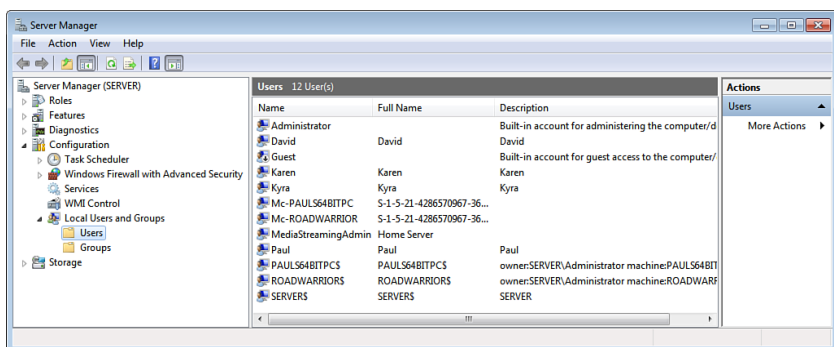 Server Manager
File Action View Help
Server Manager (SERVER)
Roles
Features
Diagnostics
Configuration
Task Scheduler
Windows Firewall with Advanced Security
Services
WMI Control
Local Users and Groups
Users
Groups
Storage
Users 12 User(s)
Name Full Name Description
Administrator Built-in account for administering the computer/d
David David David
Guest Built-in account for guest access to the computer/
Karen Karen Karen
Kyra Kyra Kyra
Mc-PAULS64BITPC S-1-5-21-4286570967-36...
Mc-ROADWARRIOR S-1-5-21-4286570967-36...
MediaStreamingAdmin Home Server
Paul Paul Paul
PAULS64BITPC$ PAULS64BITPC$ owner:SERVER\Administrator machine:PAULS64BIT
ROADWARRIOR$ ROADWARRIOR$ owner:SERVER\Administrator machine:ROADWARR
SERVER$ SERVER$ SERVER
Actions
Users
More Actions